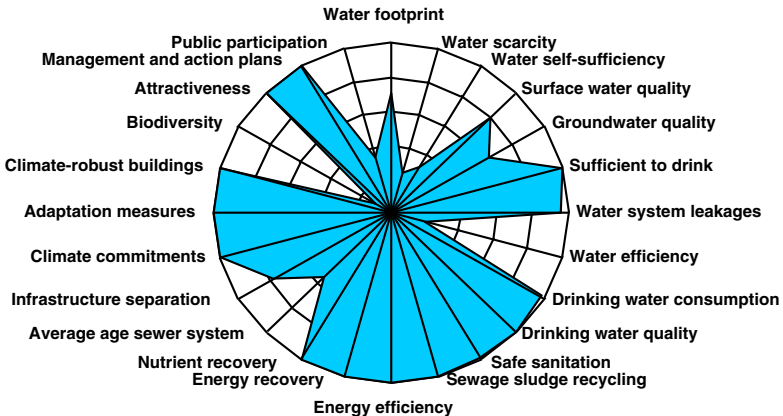 Water footprint
Water scarcity
Water self-sufficiency
Surface water quality
Groundwater quality
Sufficient to drink
Water system leakages
Water efficiency
Drinking water consumption
Drinking water quality
Safe sanitation
Sewage sludge recycling
Energy efficiency
Energy recovery
Nutrient recovery
Average age sewer system
Infrastructure separation
Climate commitments
Adaptation measures
Climate-robust buildings
Biodiversity
Attractiveness
Management and action plans
Public participation